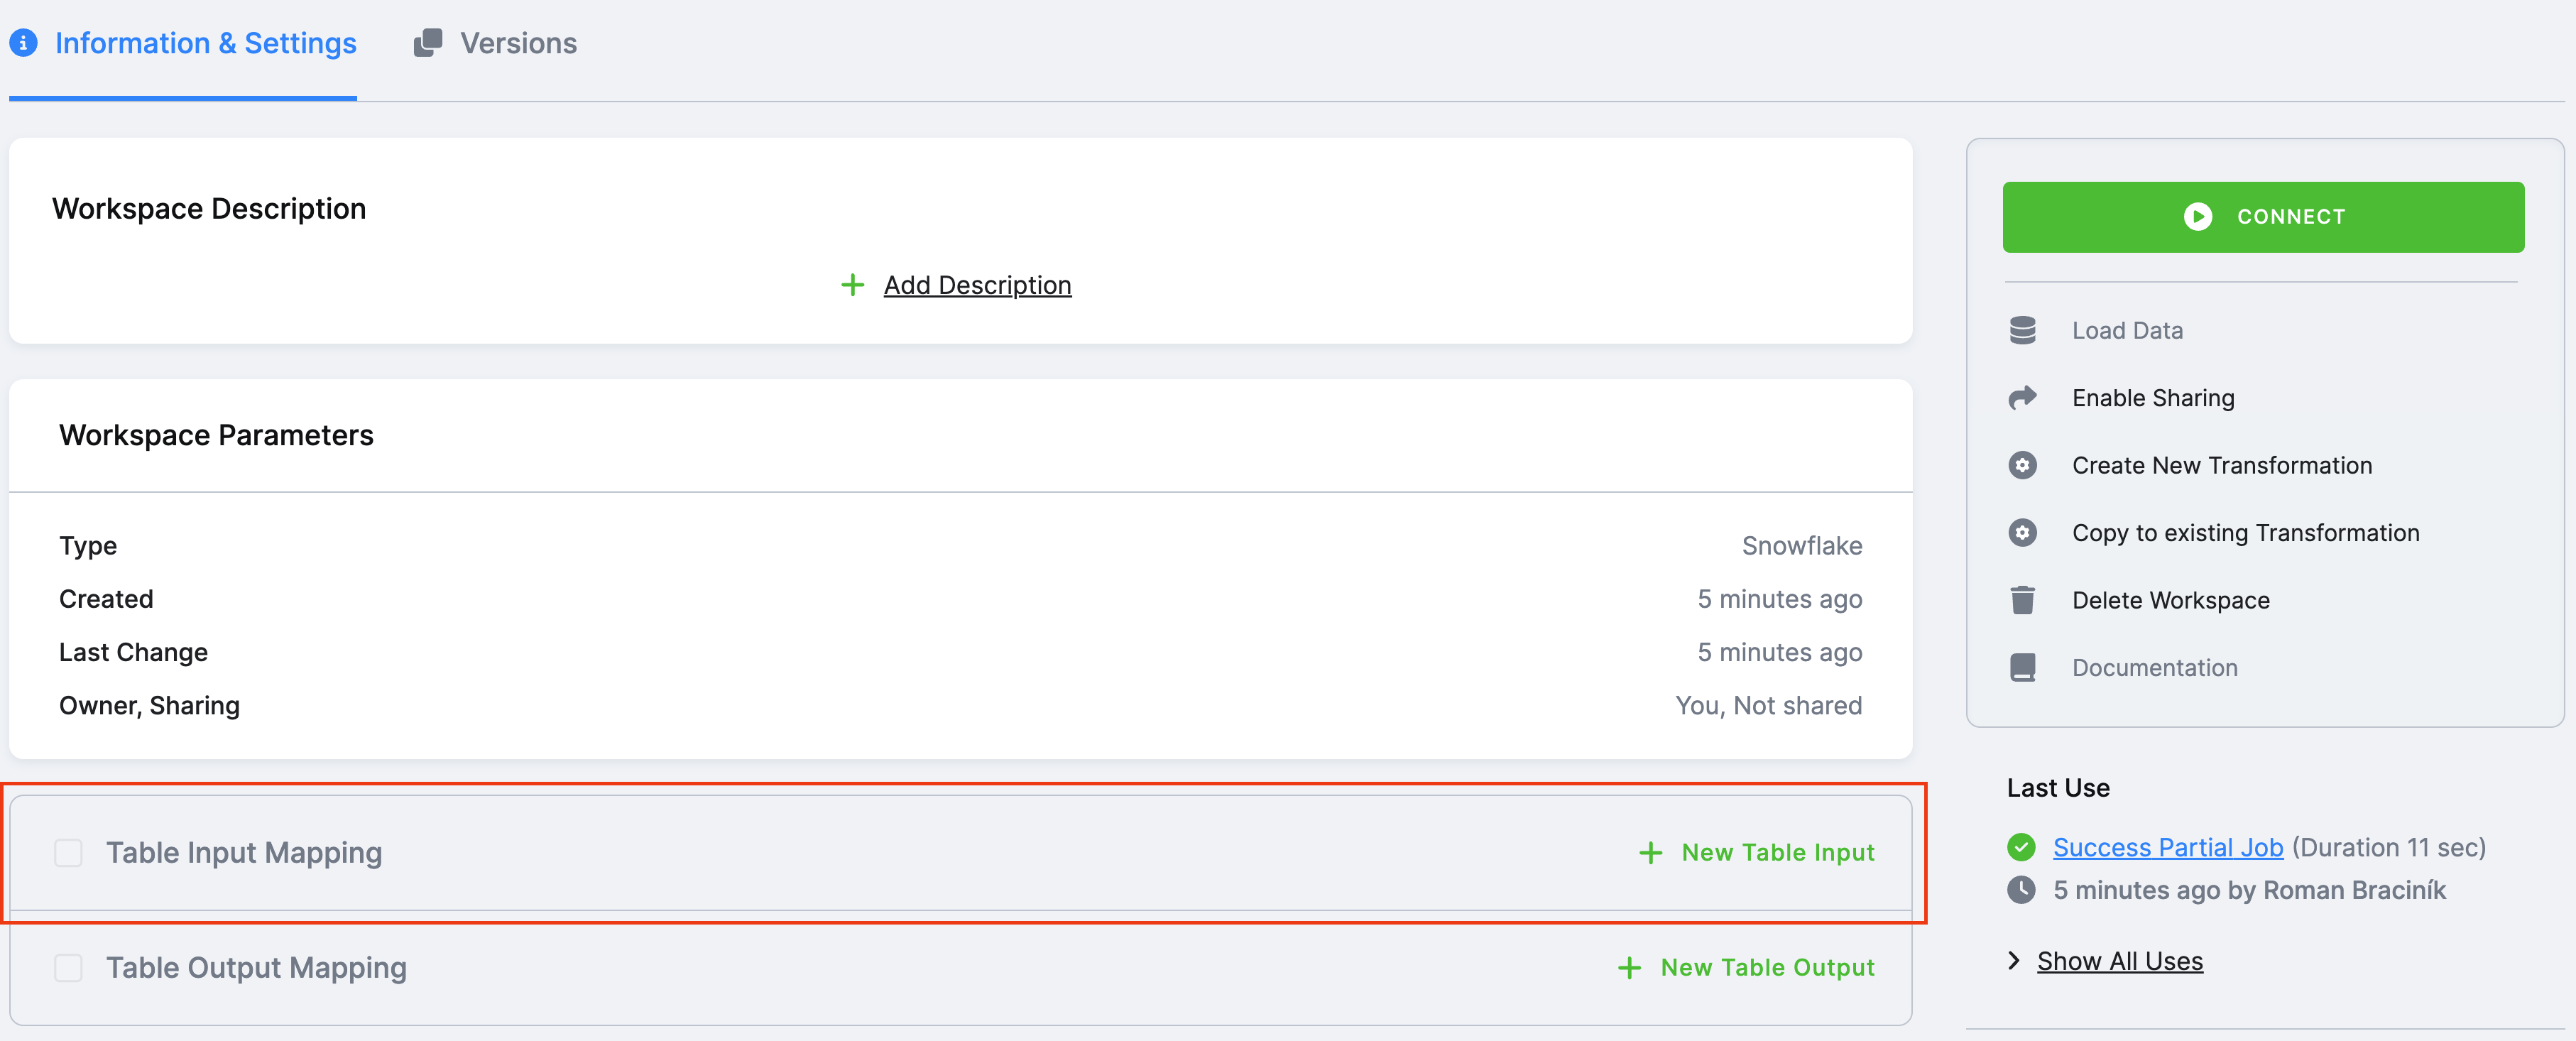 Information & Settings
Versions
Workspace Description
Add Description
Workspace Parameters
Type Snowflake
Created 5 minutes ago
Last Change 5 minutes ago
Owner, Sharing You, Not shared
Table Input Mapping New Table Input
Table Output Mapping New Table Output
CONNECT
Load Data
Enable Sharing
Create New Transformation
Copy to existing Transformation
Delete Workspace
Documentation
Last Use
Success Partial Job (Duration 11 sec)
5 minutes ago by Roman Braciník
Show All Uses